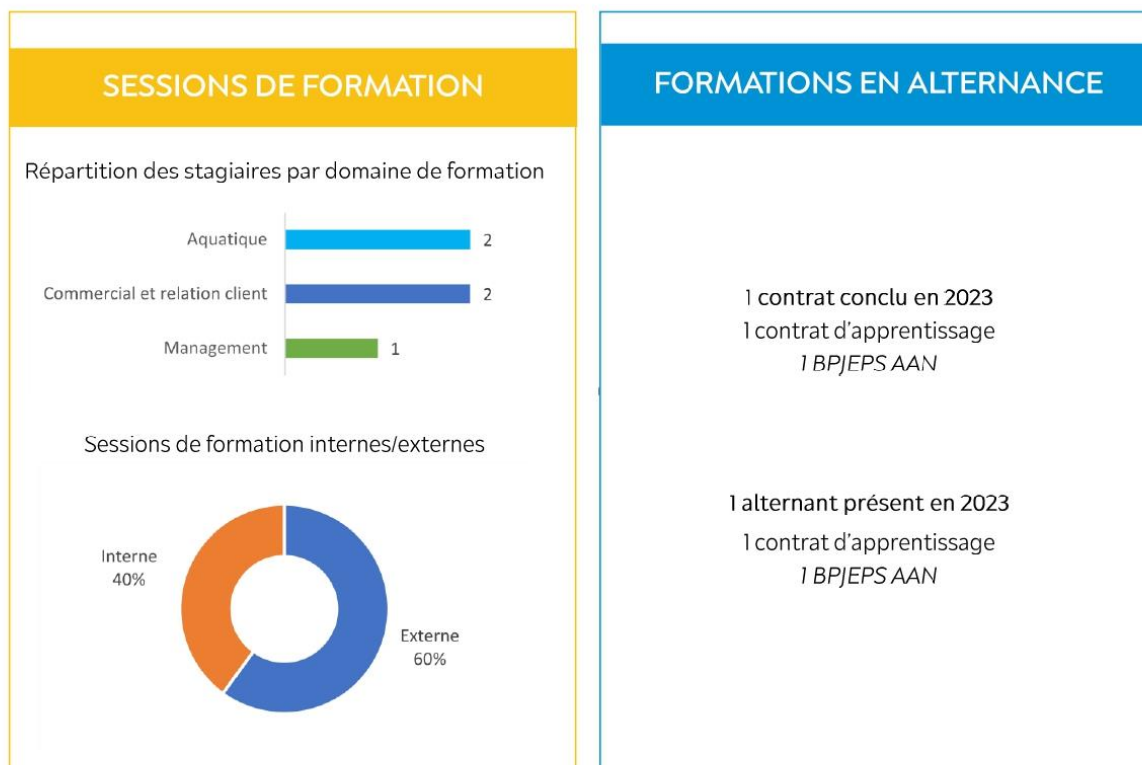 SESSIONS DE FORMATION
Répartition des stagiaires par domaine de formation
Aquatique
2
Commercial et relation client
2
Management
1
Sessions de formation internes/externes
Interne
40%
Externe
60%
FORMATIONS EN ALTERNANCE
1 contrat conclu en 2023
1 contrat d'apprentissage
1 BPJEPS AAN
1 alternant présent en 2023
1 contrat d'apprentissage
1 BPJEPS AAN